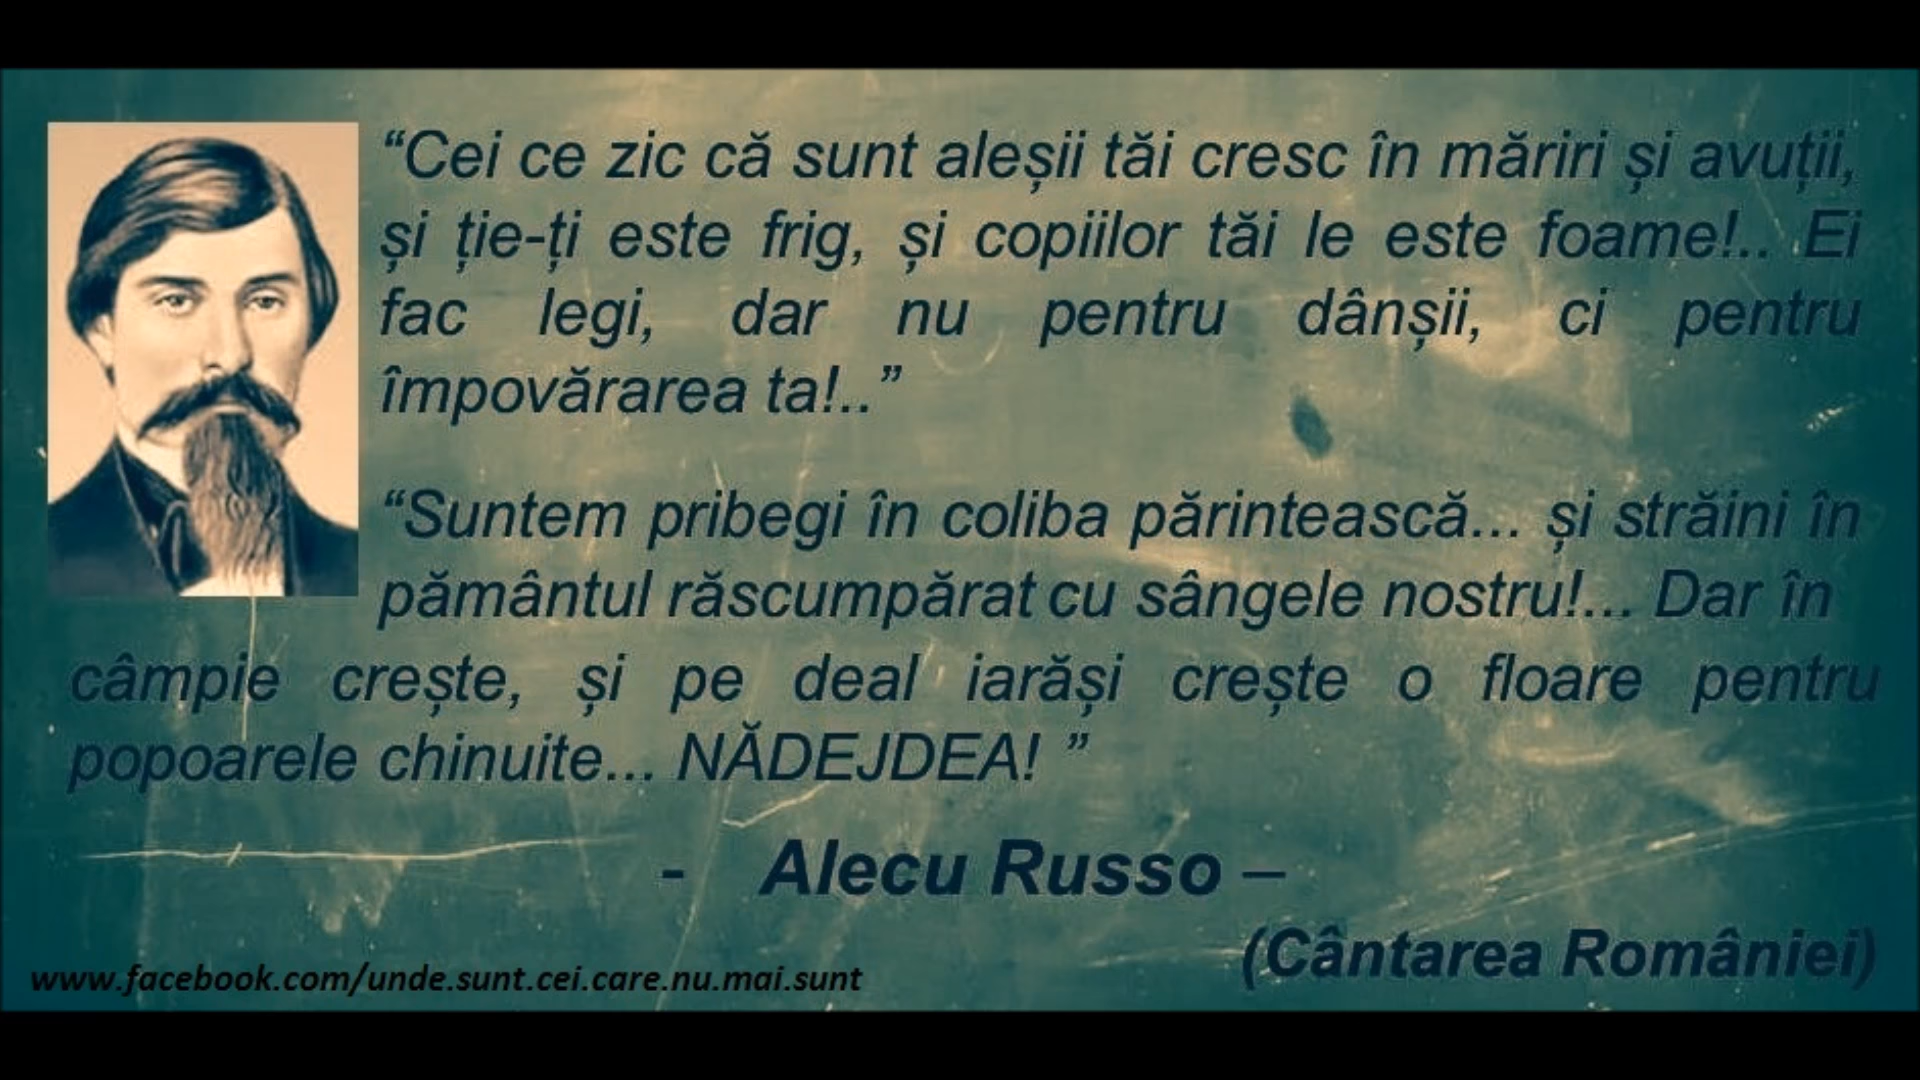 “Cei ce zic că sunt aleșii tăi cresc în măriri și avuții,
și ție-ți este frig, și copiilor tăi le este foame!.. Ei
fac legi, dar nu pentru dânșii, ci pentru
împovărarea ta!..”
“Suntem pribegi în coliba părintească... și străini în
pământul răscumpărat cu sângele nostru!... Dar în
câmpie crește, și pe deal iarăși crește o floare pentru
popoarele chinuite... NĂDEJDEA! ”
- Alecu Russo –
(Cântarea României)
www.facebook.com/unde.sunt.cei.care.nu.mai.sunt